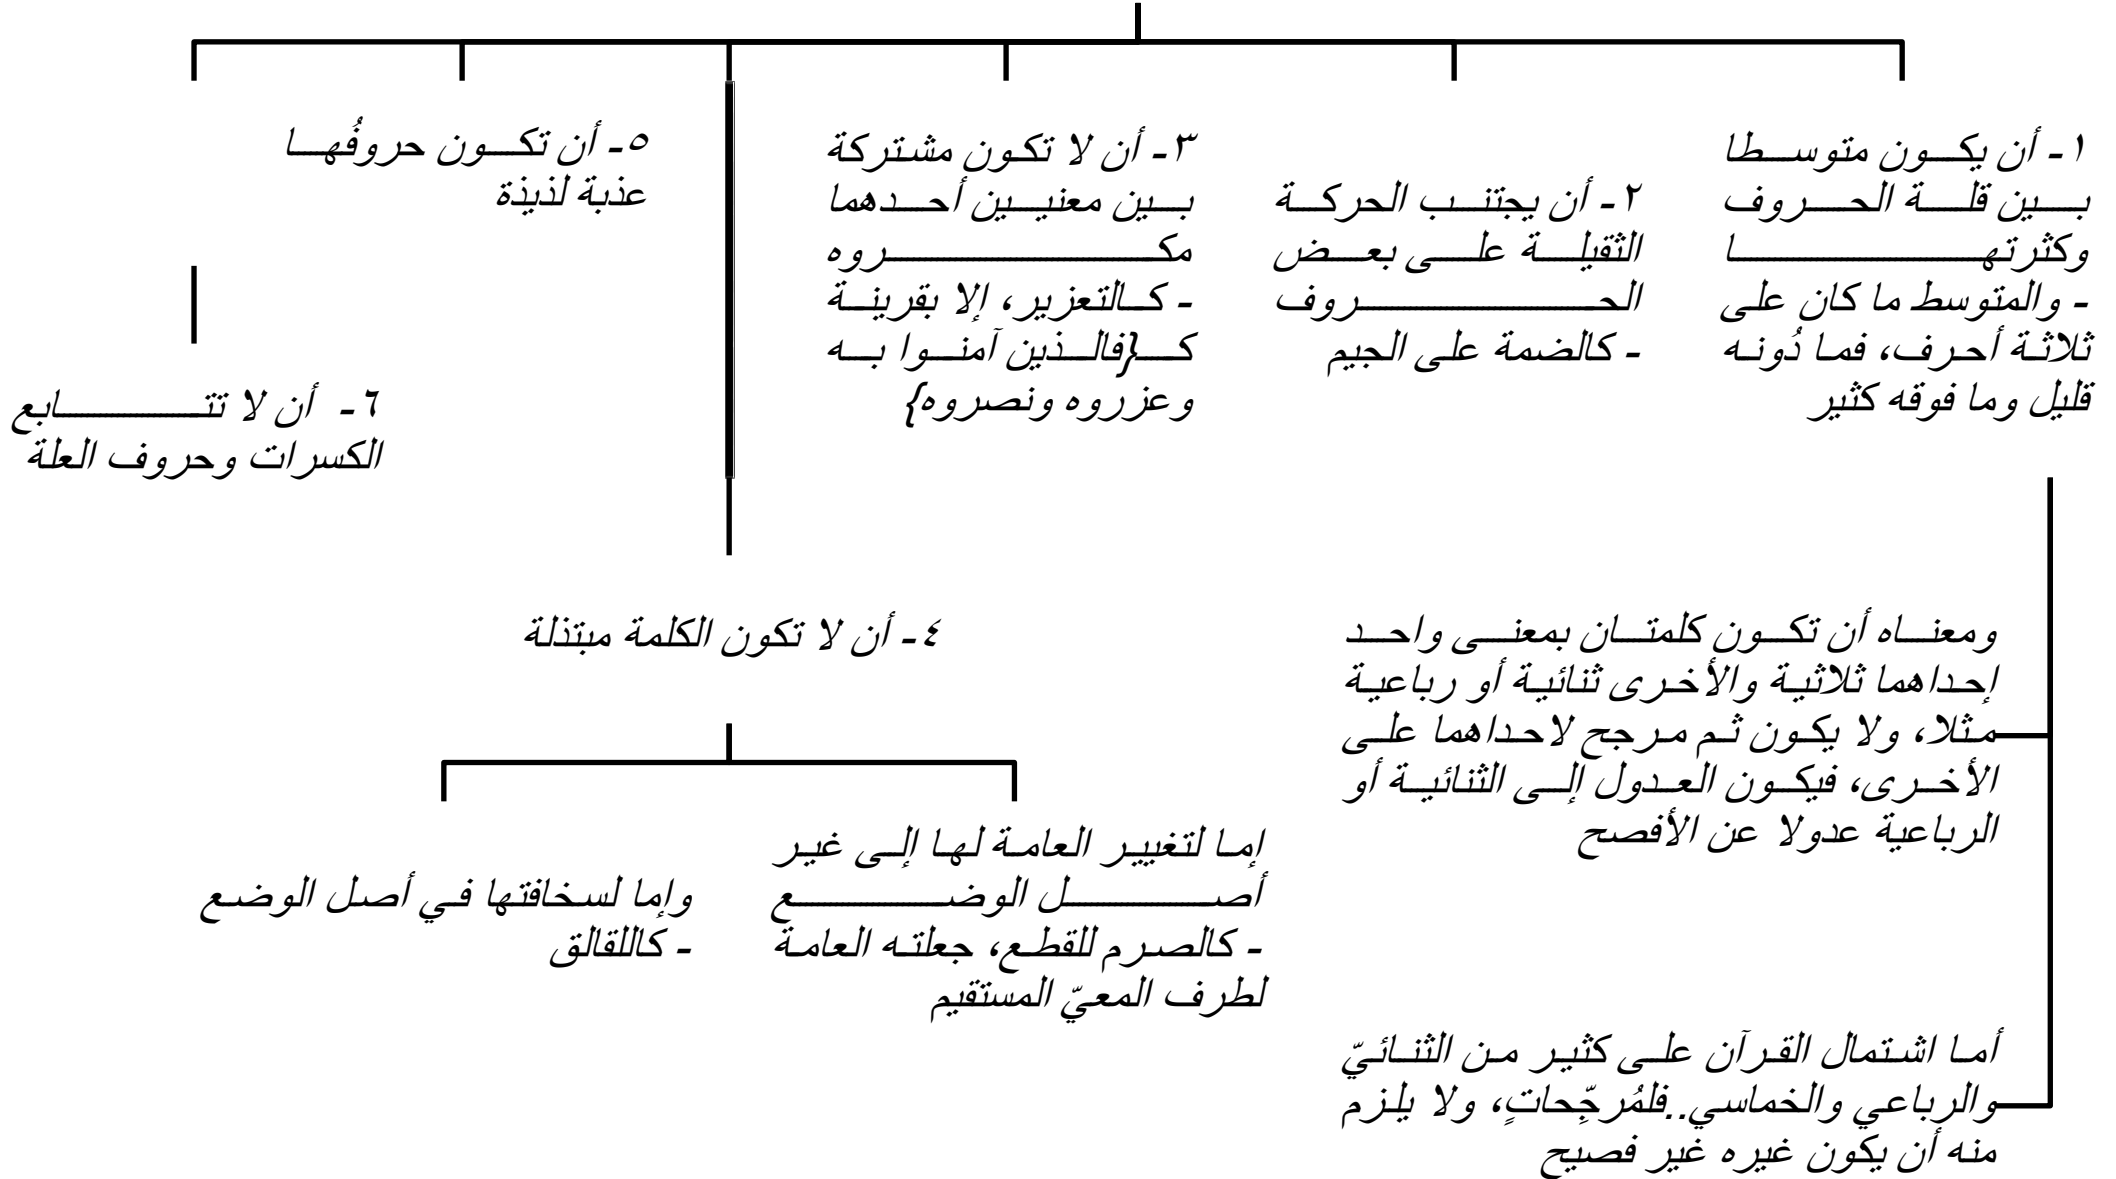 ١- أن يكون متوسطا
بين قلة الحروف
وكثرتها
- والمتوسط ما كان على
ثلاثة أحرف، فما دُونه
قليل وما فوقه كثير
ومعناه أن تكون كلمتان بمعنى واحد
إحداهما ثلاثية والأخرى ثنائية أو رباعية
مثلا، ولا يكون ثم مرجح لاحداهما على
الأخرى، فيكون العدول إلى الثنائية أو
الرباعية عدولا عن الأفصح
أما اشتمال القرآن على كثير من الثنائيّ
والرباعي والخماسي..فلمُرجِّحاتٍ، ولا يلزم
منه أن يكون غيره غير فصيح
٢- أن يجتنب الحركة
الثقيلة على بعض
الحروف
- كالضمة على الجيم
٣- أن لا تكون مشتركة
بين معنيين أحدهما
مكروه
- كالتعزير، إلا بقرينة
كـ{فالذين آمنوا به
وعزروه ونصروه}
٤- أن لا تكون الكلمة مبتذلة
إما لتغيير العامة لها إلى غير
أصل الوضع
- كالصرم للقطع، جعلته العامة
لطرف المعيّ المستقيم
وإما لسخافتها في أصل الوضع
- كاللقالق
٥- أن تكون حروفُها
عذبة لذيذة
٦- أن لا تتابع
الكسرات وحروف العلة